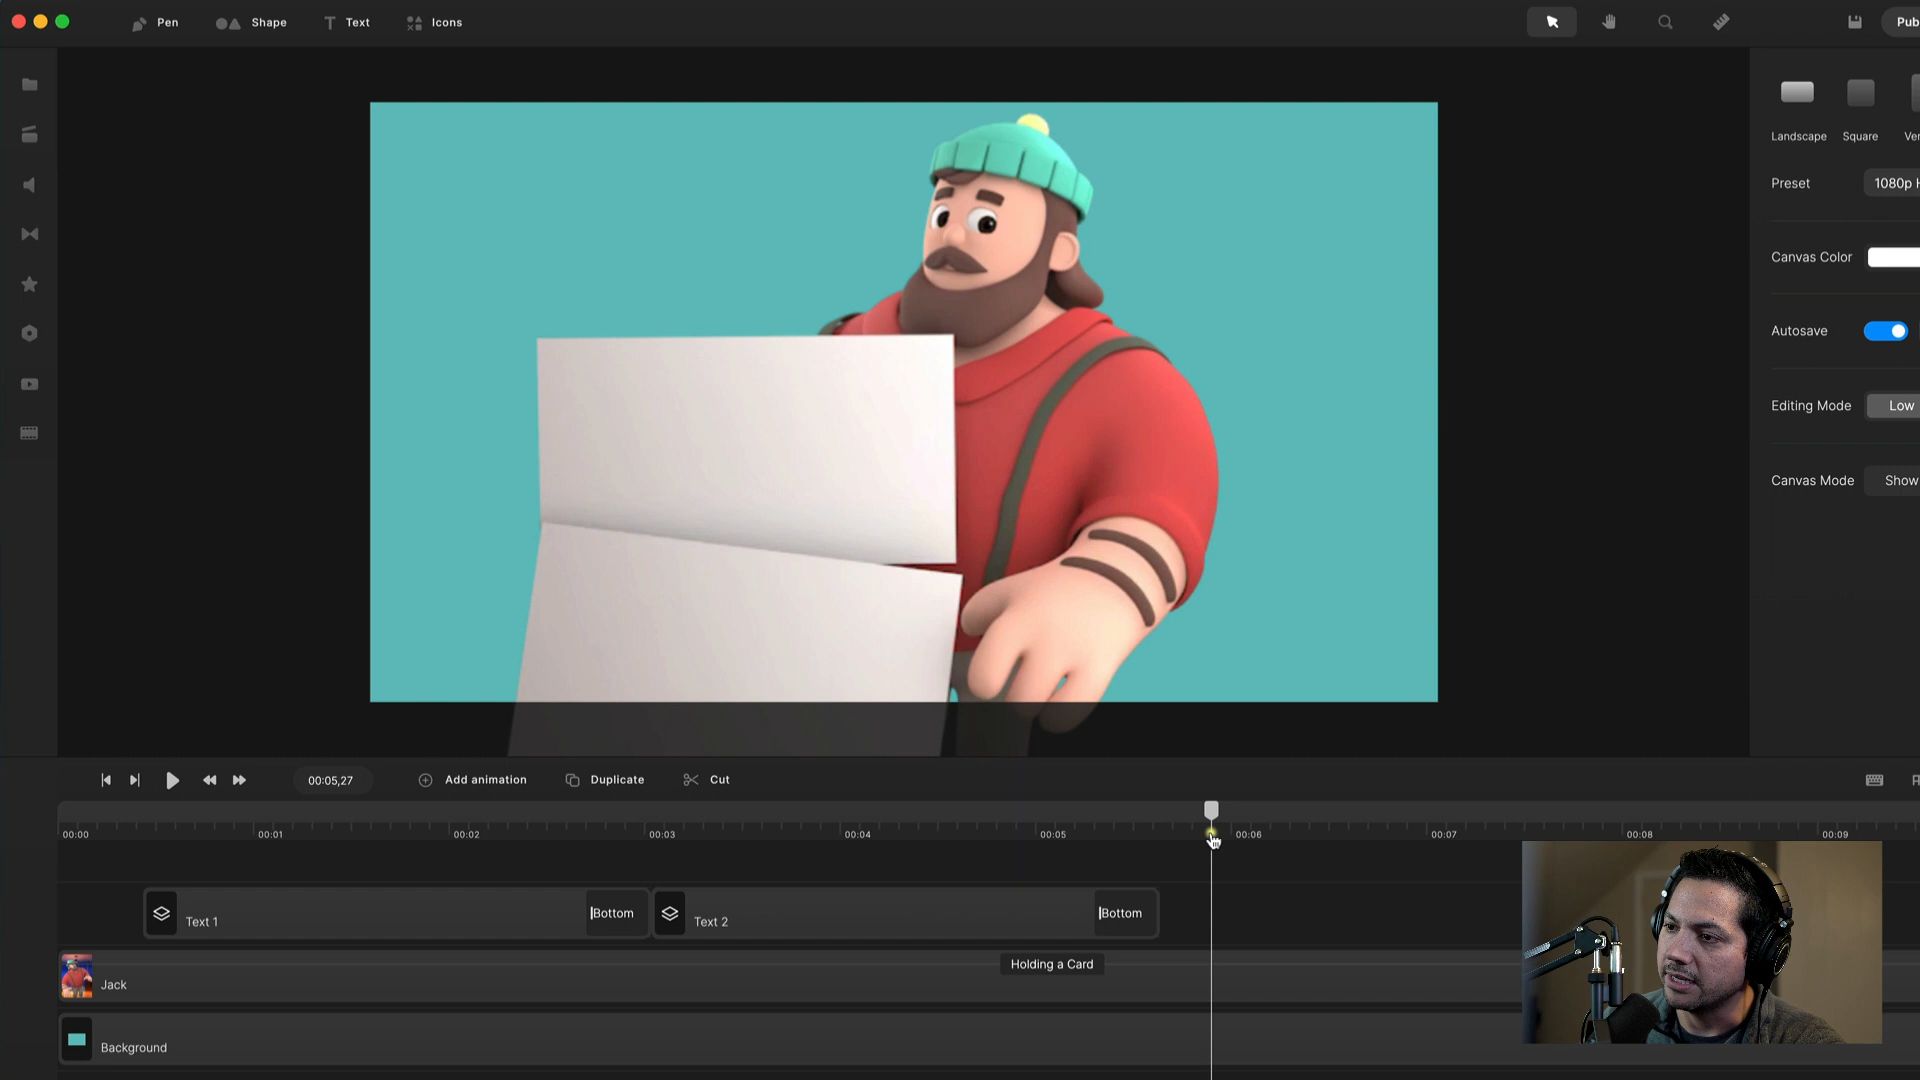 Pen
Shape
Text
Icons
Pub
Landscape
Square
Ver
Preset
1080p H
Canvas Color
Autosave
Editing Mode
Low
Canvas Mode
Show
00:05,27
Add animation
Duplicate
Cut
00:00
00:01
00:02
00:03
00:04
00:05
00:06
00:07
00:08
00:09
Text 1
Bottom
Text 2
Bottom
Holding a Card
Jack
Background